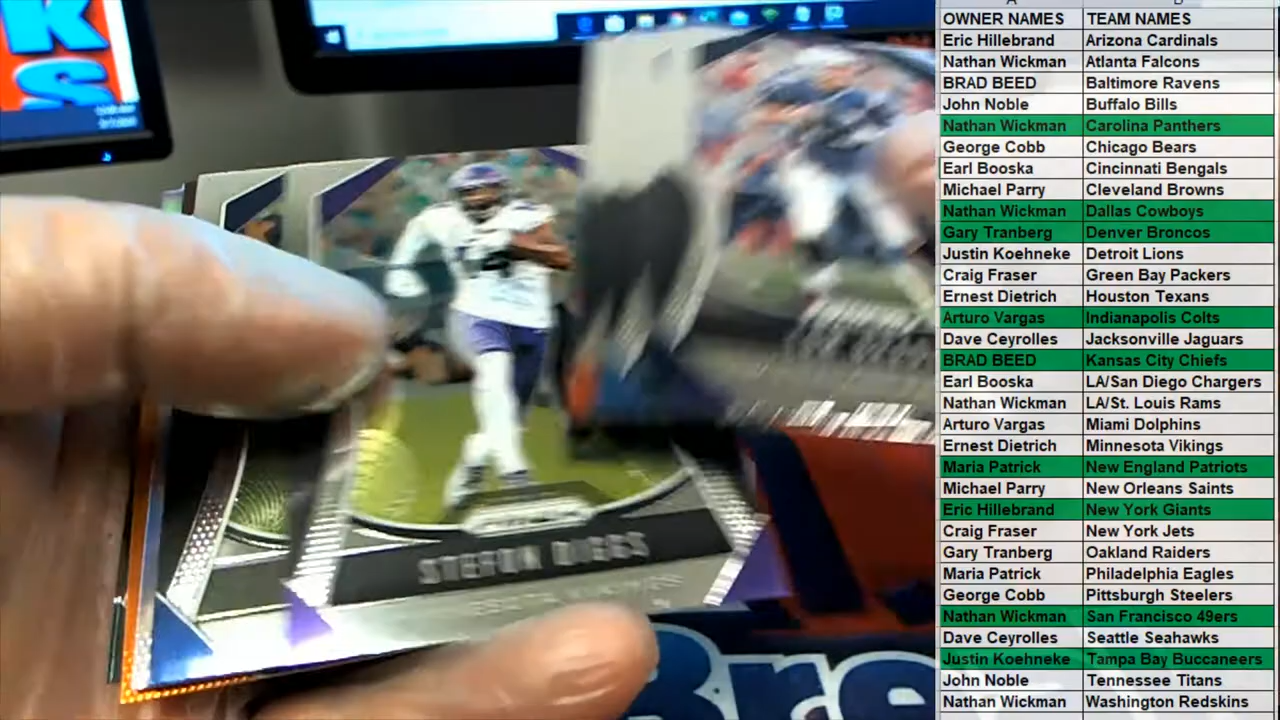 KS
OWNER NAMES TEAM NAMES
Eric Hillebrand Arizona Cardinals
Nathan Wickman Atlanta Falcons
BRAD BEED Baltimore Ravens
John Noble Buffalo Bills
Nathan Wickman Carolina Panthers
George Cobb Chicago Bears
Earl Booska Cincinnati Bengals
Michael Parry Cleveland Browns
Nathan Wickman Dallas Cowboys
Gary Tranberg Denver Broncos
Justin Koehneke Detroit Lions
Craig Fraser Green Bay Packers
Ernest Dietrich Houston Texans
Arturo Vargas Indianapolis Colts
Dave Ceyrolles Jacksonville Jaguars
BRAD BEED Kansas City Chiefs
Earl Booska LA/San Diego Chargers
Nathan Wickman LA/St. Louis Rams
Arturo Vargas Miami Dolphins
Ernest Dietrich Minnesota Vikings
Maria Patrick New England Patriots
Michael Parry New Orleans Saints
Eric Hillebrand New York Giants
Craig Fraser New York Jets
Gary Tranberg Oakland Raiders
Maria Patrick Philadelphia Eagles
George Cobb Pittsburgh Steelers
Nathan Wickman San Francisco 49ers
Dave Ceyrolles Seattle Seahawks
Justin Koehneke Tampa Bay Buccaneers
John Noble Tennessee Titans
Nathan Wickman Washington Redskins
STEFON DIGGS
Bre